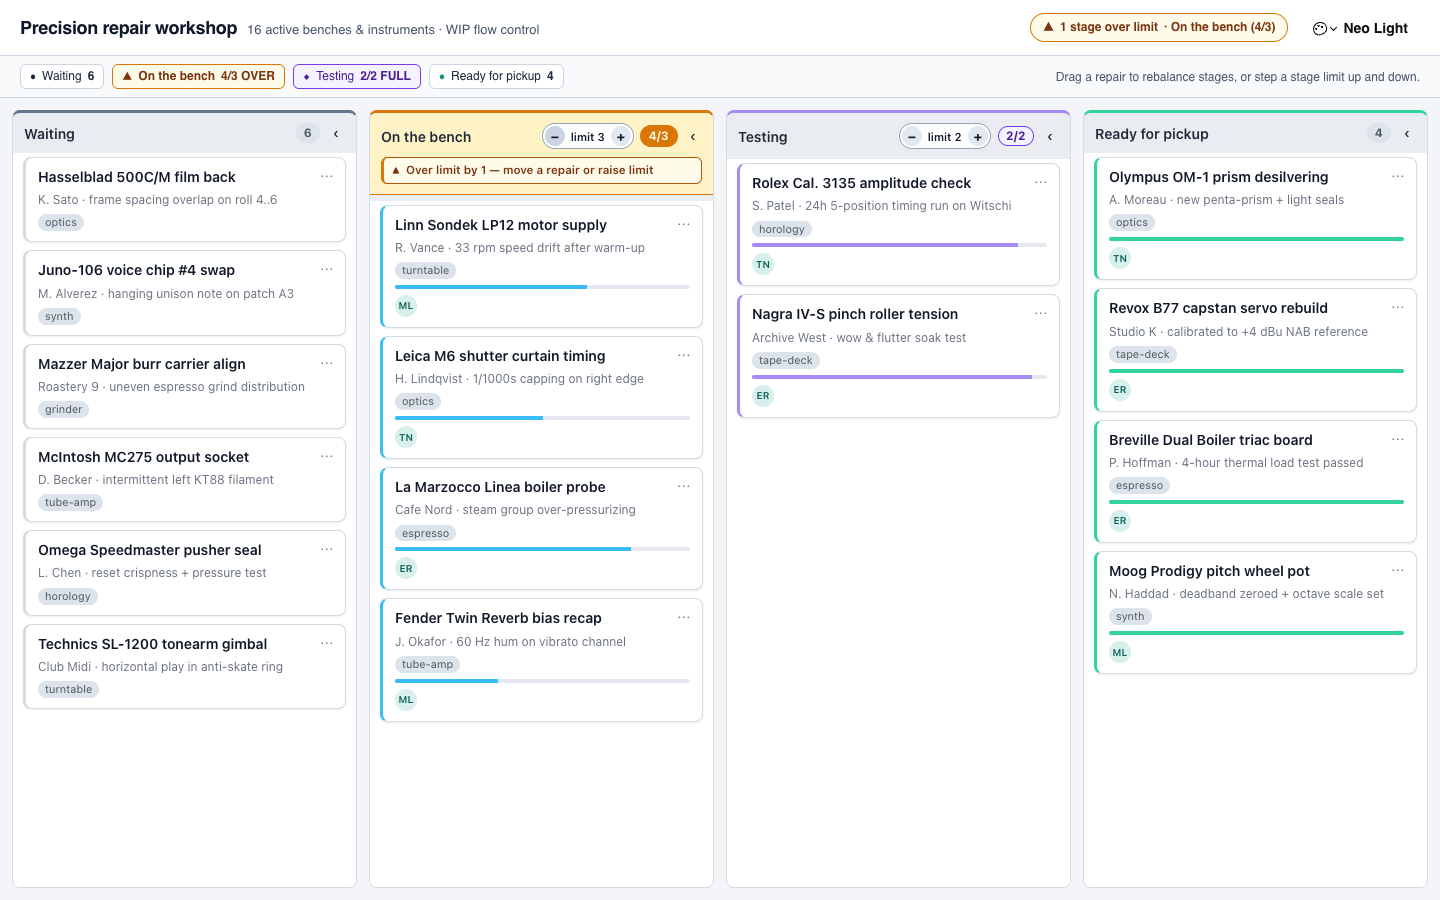 Precision repair workshop
16 active benches & instruments · WIP flow control
▲ 1 stage over limit · On the bench (4/3)
Neo Light
Waiting 6
▲ On the bench 4/3 OVER
♦ Testing 2/2 FULL
Ready for pickup 4
Drag a repair to rebalance stages, or step a stage limit up and down.
Waiting
6 ‹
Hasselblad 500C/M film back ···
K. Sato · frame spacing overlap on roll 4..6
optics
Juno-106 voice chip #4 swap ···
M. Alverez · hanging unison note on patch A3
synth
Mazzer Major burr carrier align ···
Roastery 9 · uneven espresso grind distribution
grinder
McIntosh MC275 output socket ···
D. Becker · intermittent left KT88 filament
tube-amp
Omega Speedmaster pusher seal ···
L. Chen · reset crispness + pressure test
horology
Technics SL-1200 tonearm gimbal ···
Club Midi · horizontal play in anti-skate ring
turntable
On the bench
− limit 3 + 4/3 ‹
▲ Over limit by 1 — move a repair or raise limit
Linn Sondek LP12 motor supply ···
R. Vance · 33 rpm speed drift after warm-up
turntable
ML
Leica M6 shutter curtain timing ···
H. Lindqvist · 1/1000s capping on right edge
optics
TN
La Marzocco Linea boiler probe ···
Cafe Nord · steam group over-pressurizing
espresso
ER
Fender Twin Reverb bias recap ···
J. Okafor · 60 Hz hum on vibrato channel
tube-amp
ML
Testing
− limit 2 + 2/2 ‹
Rolex Cal. 3135 amplitude check ···
S. Patel · 24h 5-position timing run on Witschi
horology
TN
Nagra IV-S pinch roller tension ···
Archive West · wow & flutter soak test
tape-deck
ER
Ready for pickup
4 ‹
Olympus OM-1 prism desilvering ···
A. Moreau · new penta-prism + light seals
optics
TN
Revox B77 capstan servo rebuild ···
Studio K · calibrated to +4 dBu NAB reference
tape-deck
ER
Breville Dual Boiler triac board ···
P. Hoffman · 4-hour thermal load test passed
espresso
ER
Moog Prodigy pitch wheel pot ···
N. Haddad · deadband zeroed + octave scale set
synth
ML